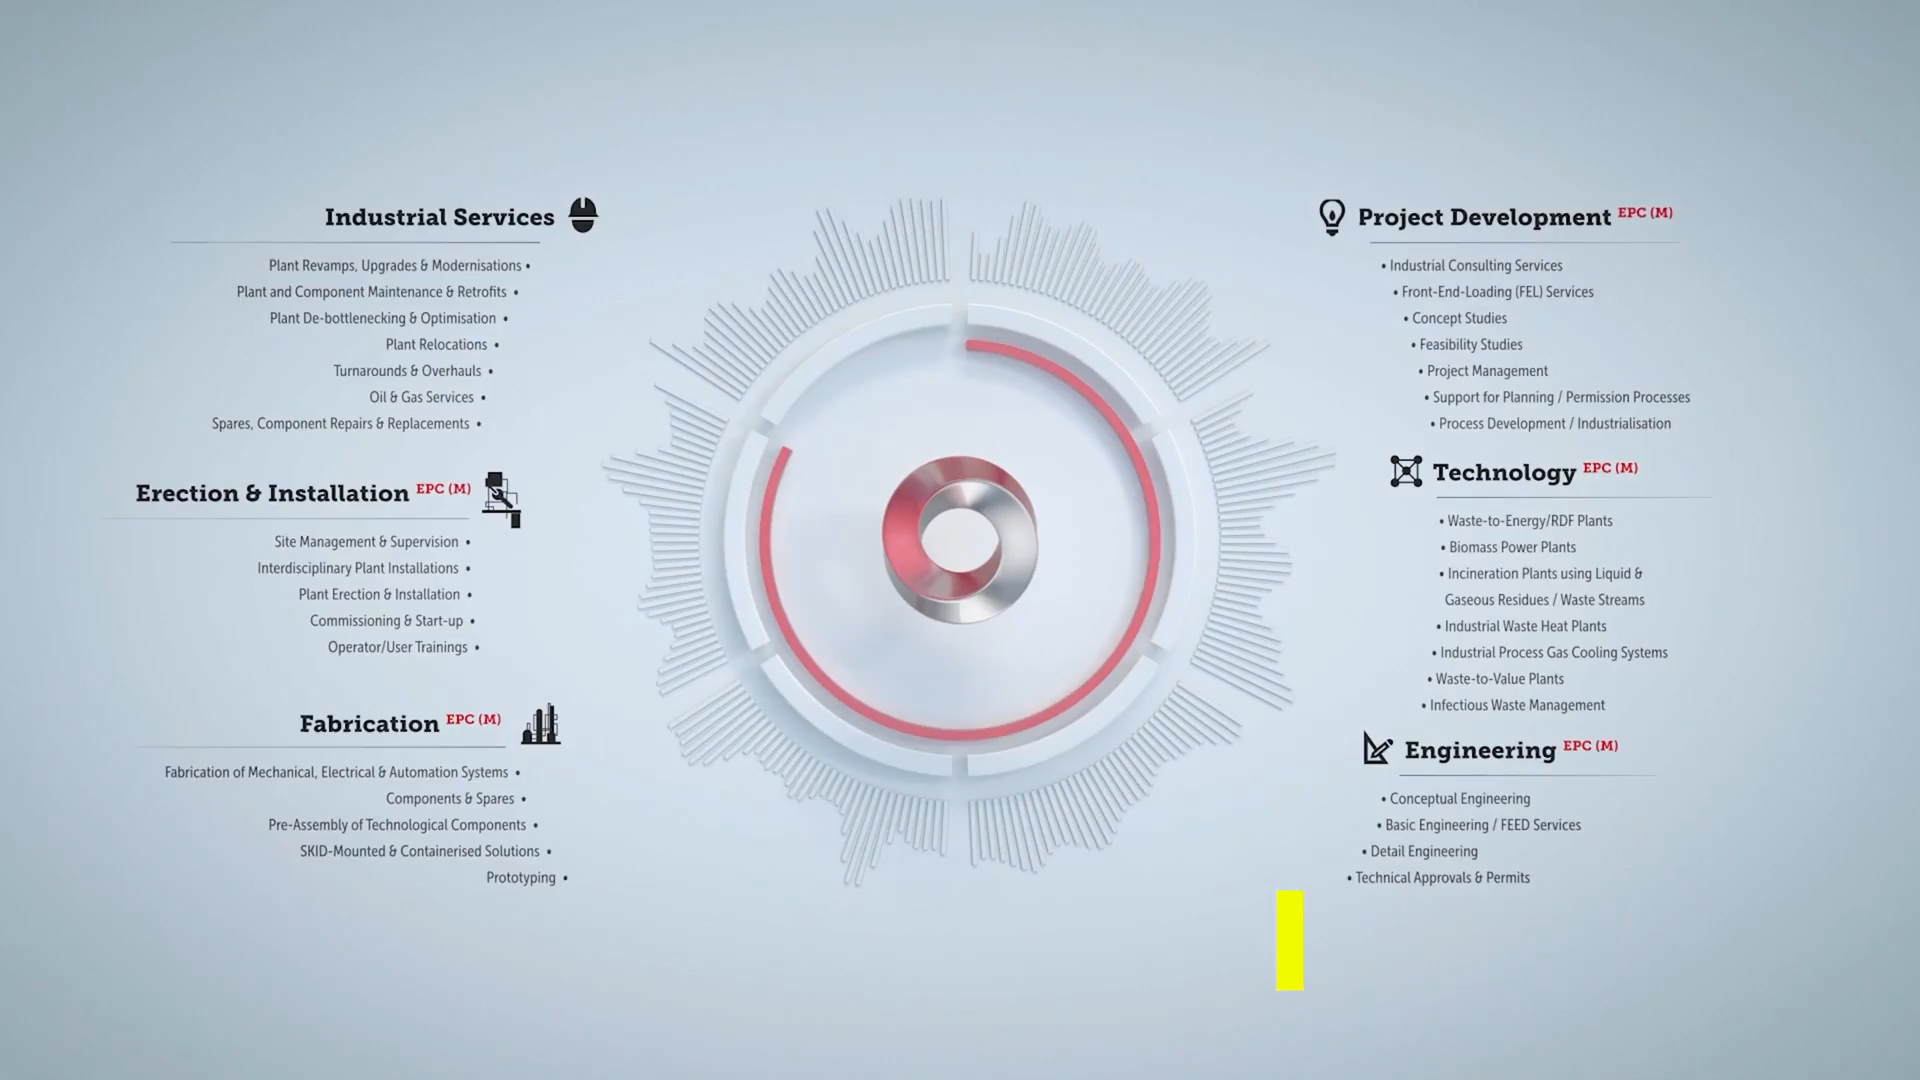 Industrial Services
Plant Revamps, Upgrades & Modernisations •
Plant and Component Maintenance & Retrofits •
Plant De-bottlenecking & Optimisation •
Plant Relocations •
Turnarounds & Overhauls •
Oil & Gas Services •
Spares, Component Repairs & Replacements •
Erection & Installation EPC (M)
Site Management & Supervision •
Interdisciplinary Plant Installations •
Plant Erection & Installation •
Commissioning & Start-up •
Operator/User Trainings •
Fabrication EPC (M)
Fabrication of Mechanical, Electrical & Automation Systems •
Components & Spares •
Pre-Assembly of Technological Components •
SKID-Mounted & Containerised Solutions •
Prototyping •
Project Development EPC (M)
• Industrial Consulting Services
• Front-End-Loading (FEL) Services
• Concept Studies
• Feasibility Studies
• Project Management
• Support for Planning / Permission Processes
• Process Development / Industrialisation
Technology EPC (M)
• Waste-to-Energy/RDF Plants
• Biomass Power Plants
• Incineration Plants using Liquid &
Gaseous Residues / Waste Streams
• Industrial Waste Heat Plants
• Industrial Process Gas Cooling Systems
• Waste-to-Value Plants
• Infectious Waste Management
Engineering EPC (M)
• Conceptual Engineering
• Basic Engineering / FEED Services
• Detail Engineering
• Technical Approvals & Permits